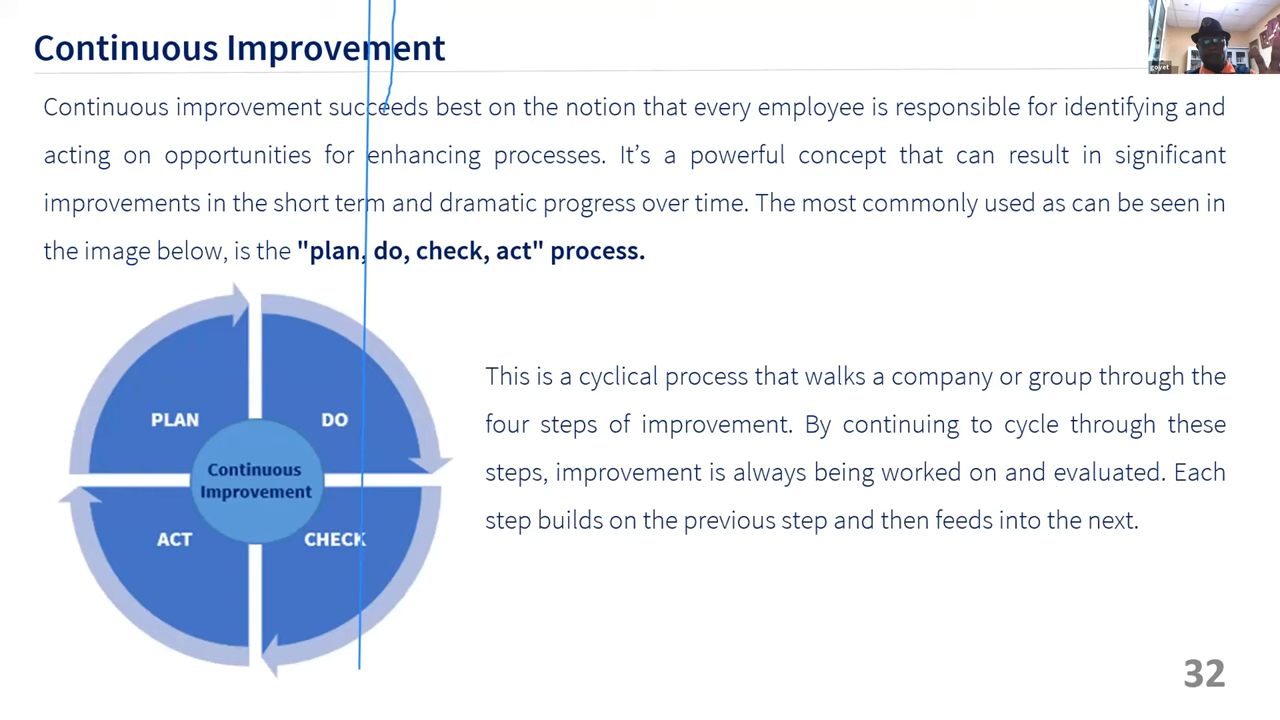 Continuous Improvement
goyet
Continuous improvement succeeds best on the notion that every employee is responsible for identifying and
acting on opportunities for enhancing processes. It’s a powerful concept that can result in significant
improvements in the short term and dramatic progress over time. The most commonly used as can be seen in
the image below, is the "plan, do, check, act" process.
PLAN
DO
Continuous
Improvement
ACT
CHECK
This is a cyclical process that walks a company or group through the
four steps of improvement. By continuing to cycle through these
steps, improvement is always being worked on and evaluated. Each
step builds on the previous step and then feeds into the next.
32